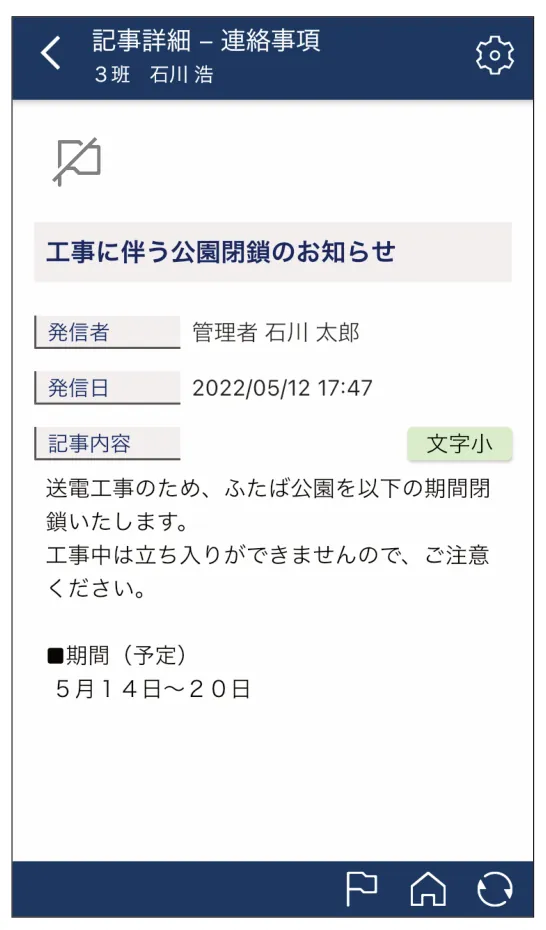 記事詳細 – 連絡事項
３班　石川 浩
工事に伴う公園閉鎖のお知らせ
発信者 管理者 石川 太郎
発信日 2022/05/12 17:47
記事内容 文字小
送電工事のため、ふたば公園を以下の期間閉
鎖いたします。
工事中は立ち入りができませんので、ご注意
ください。
■期間（予定）
５月１４日～２０日